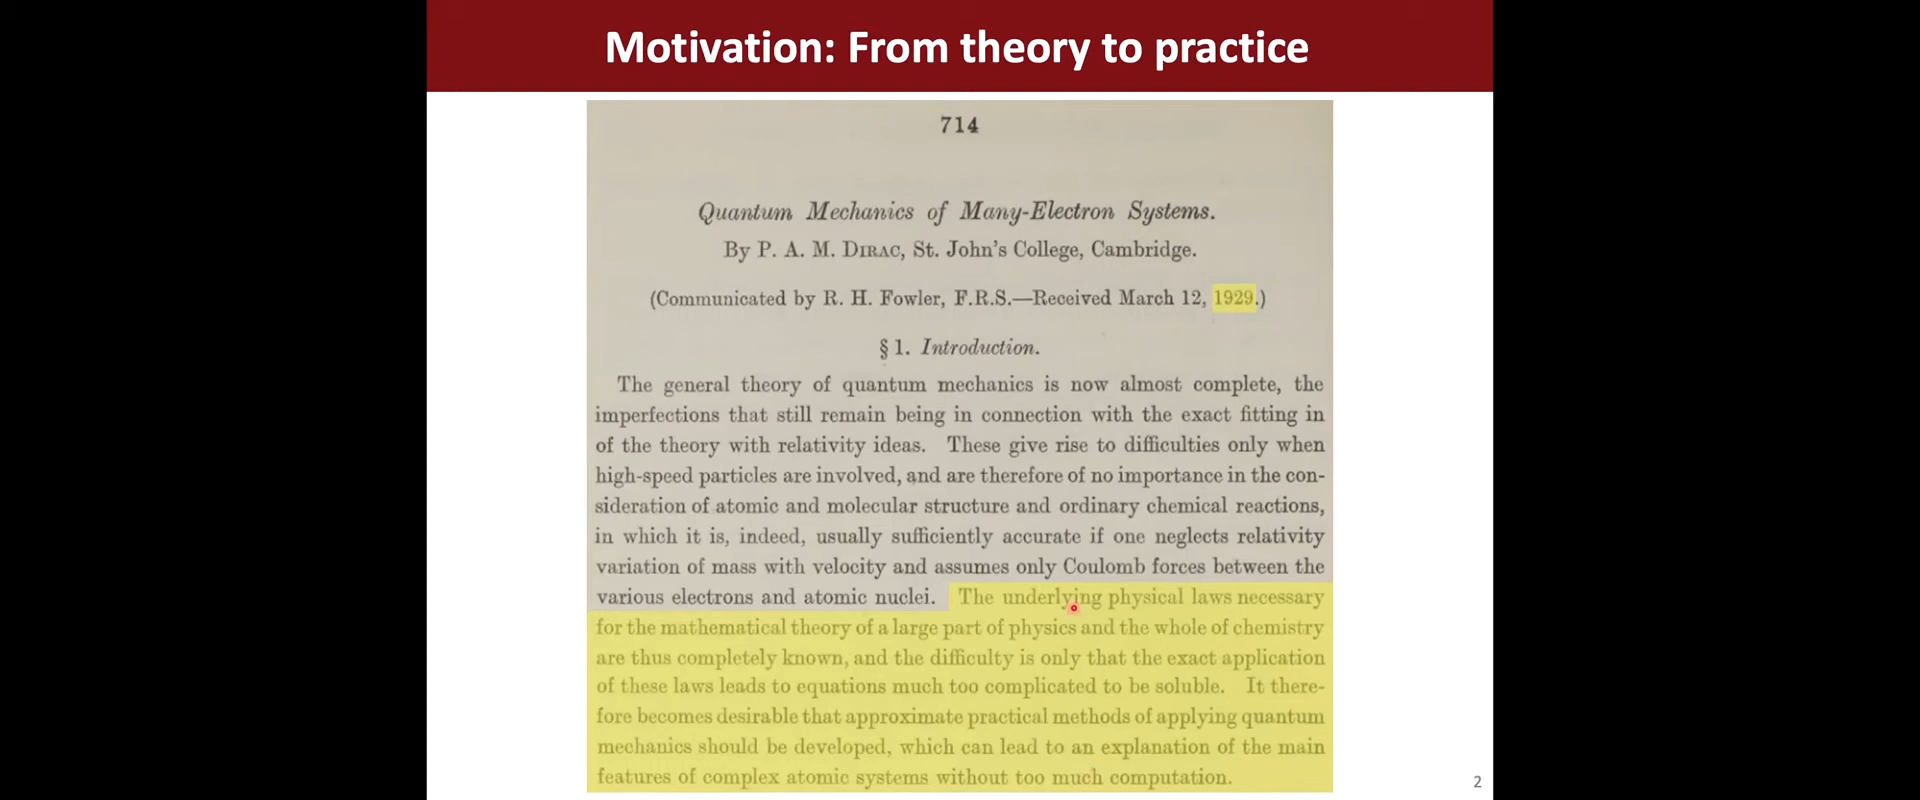 Motivation: From theory to practice
714
Quantum Mechanics of Many-Electron Systems.
By P. A. M. DIRAC, St. John's College, Cambridge.
(Communicated by R. H. Fowler, F.R.S.—Received March 12, 1929.)
§ 1. Introduction.
The general theory of quantum mechanics is now almost complete, the
imperfections that still remain being in connection with the exact fitting in
of the theory with relativity ideas. These give rise to difficulties only when
high-speed particles are involved, and are therefore of no importance in the con-
sideration of atomic and molecular structure and ordinary chemical reactions,
in which it is, indeed, usually sufficiently accurate if one neglects relativity
variation of mass with velocity and assumes only Coulomb forces between the
various electrons and atomic nuclei. The underlying physical laws necessary
for the mathematical theory of a large part of physics and the whole of chemistry
are thus completely known, and the difficulty is only that the exact application
of these laws leads to equations much too complicated to be soluble. It there-
fore becomes desirable that approximate practical methods of applying quantum
mechanics should be developed, which can lead to an explanation of the main
features of complex atomic systems without too much computation.
2